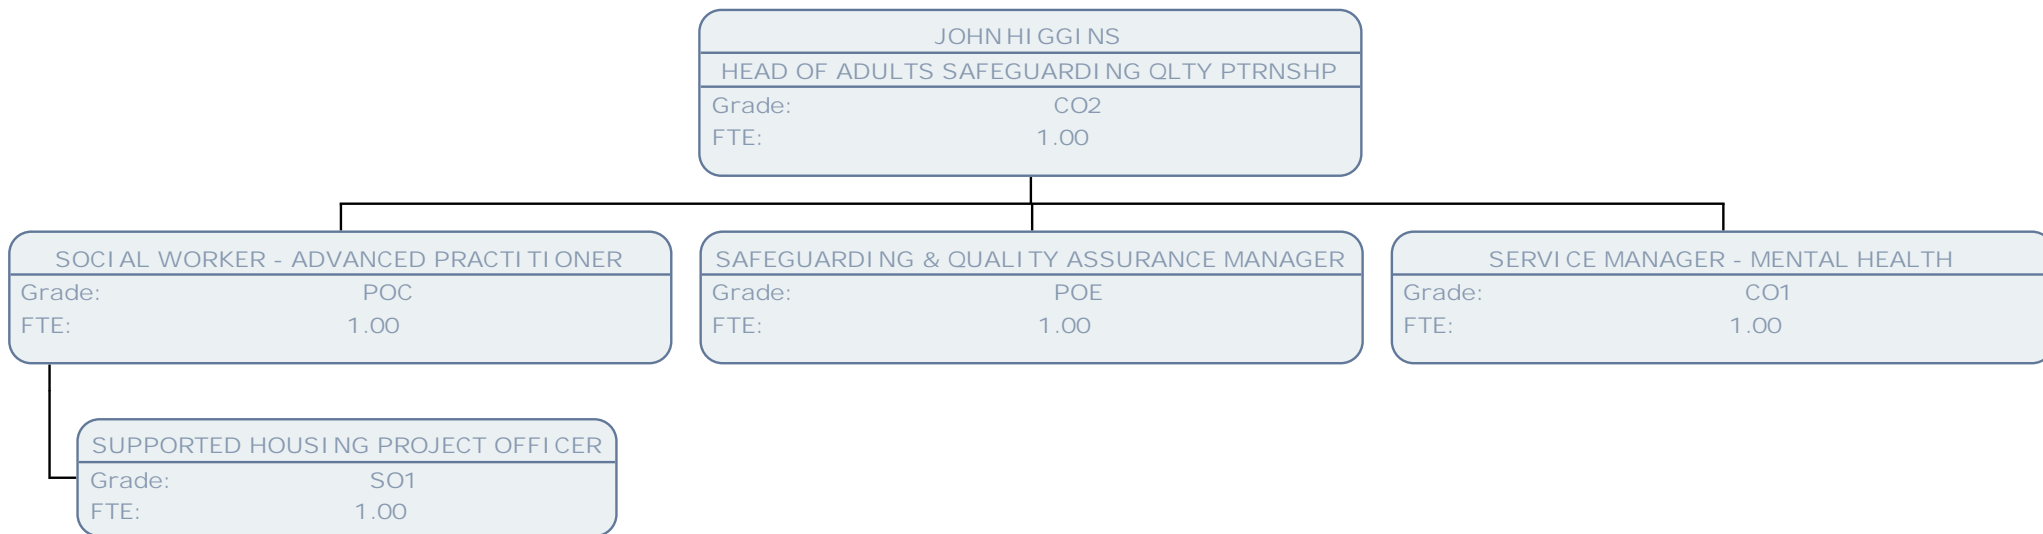 JOHN HIGGINS
HEAD OF ADULTS SAFEGUARDING QLTY PTRNSHP
Grade: CO2
FTE: 1.00
SOCIAL WORKER - ADVANCED PRACTITIONER
Grade: POC
FTE: 1.00
SAFEGUARDING & QUALITY ASSURANCE MANAGER
Grade: POE
FTE: 1.00
SERVICE MANAGER - MENTAL HEALTH
Grade: CO1
FTE: 1.00
SUPPORTED HOUSING PROJECT OFFICER
Grade: SO1
FTE: 1.00